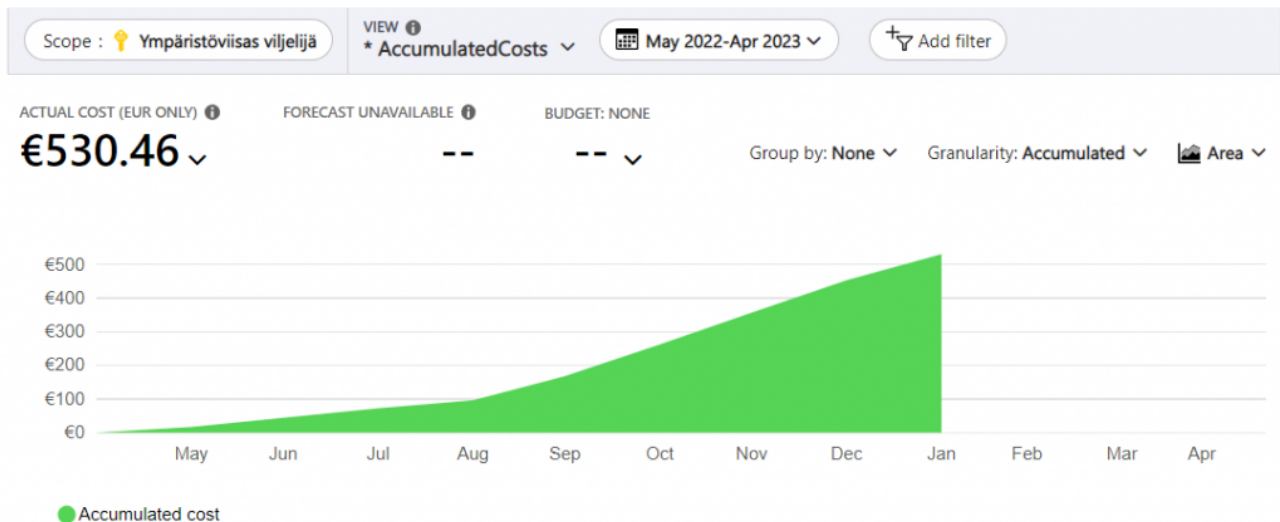 Scope : Ympäristöviisas viljelijä
VIEW
* AccumulatedCosts
May 2022-Apr 2023
Add filter
ACTUAL COST (EUR ONLY)
€530.46
FORECAST UNAVAILABLE
--
BUDGET: NONE
--
Group by: None
Granularity: Accumulated
Area
€500
€400
€300
€200
€100
€0
May Jun Jul Aug Sep Oct Nov Dec Jan Feb Mar Apr
Accumulated cost